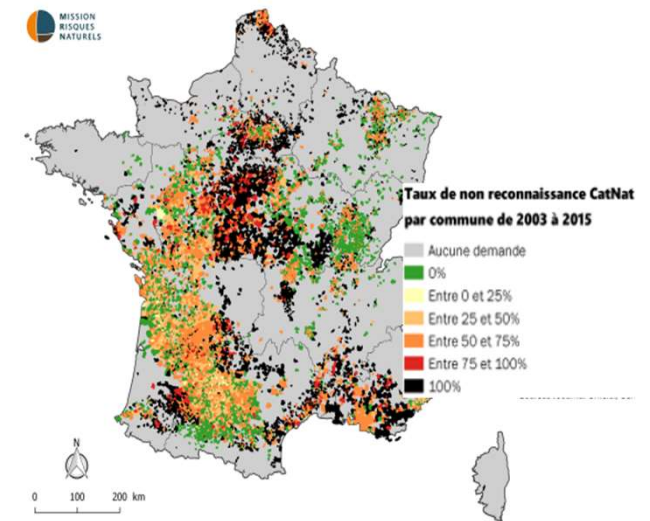 MISSION
RISQUES
NATURELS
Taux de non reconnaissance CatNat
par commune de 2003 à 2015
Aucune demande
0%
Entre 0 et 25%
Entre 25 et 50%
Entre 50 et 75%
Entre 75 et 100%
100%
N
0 100 200 km